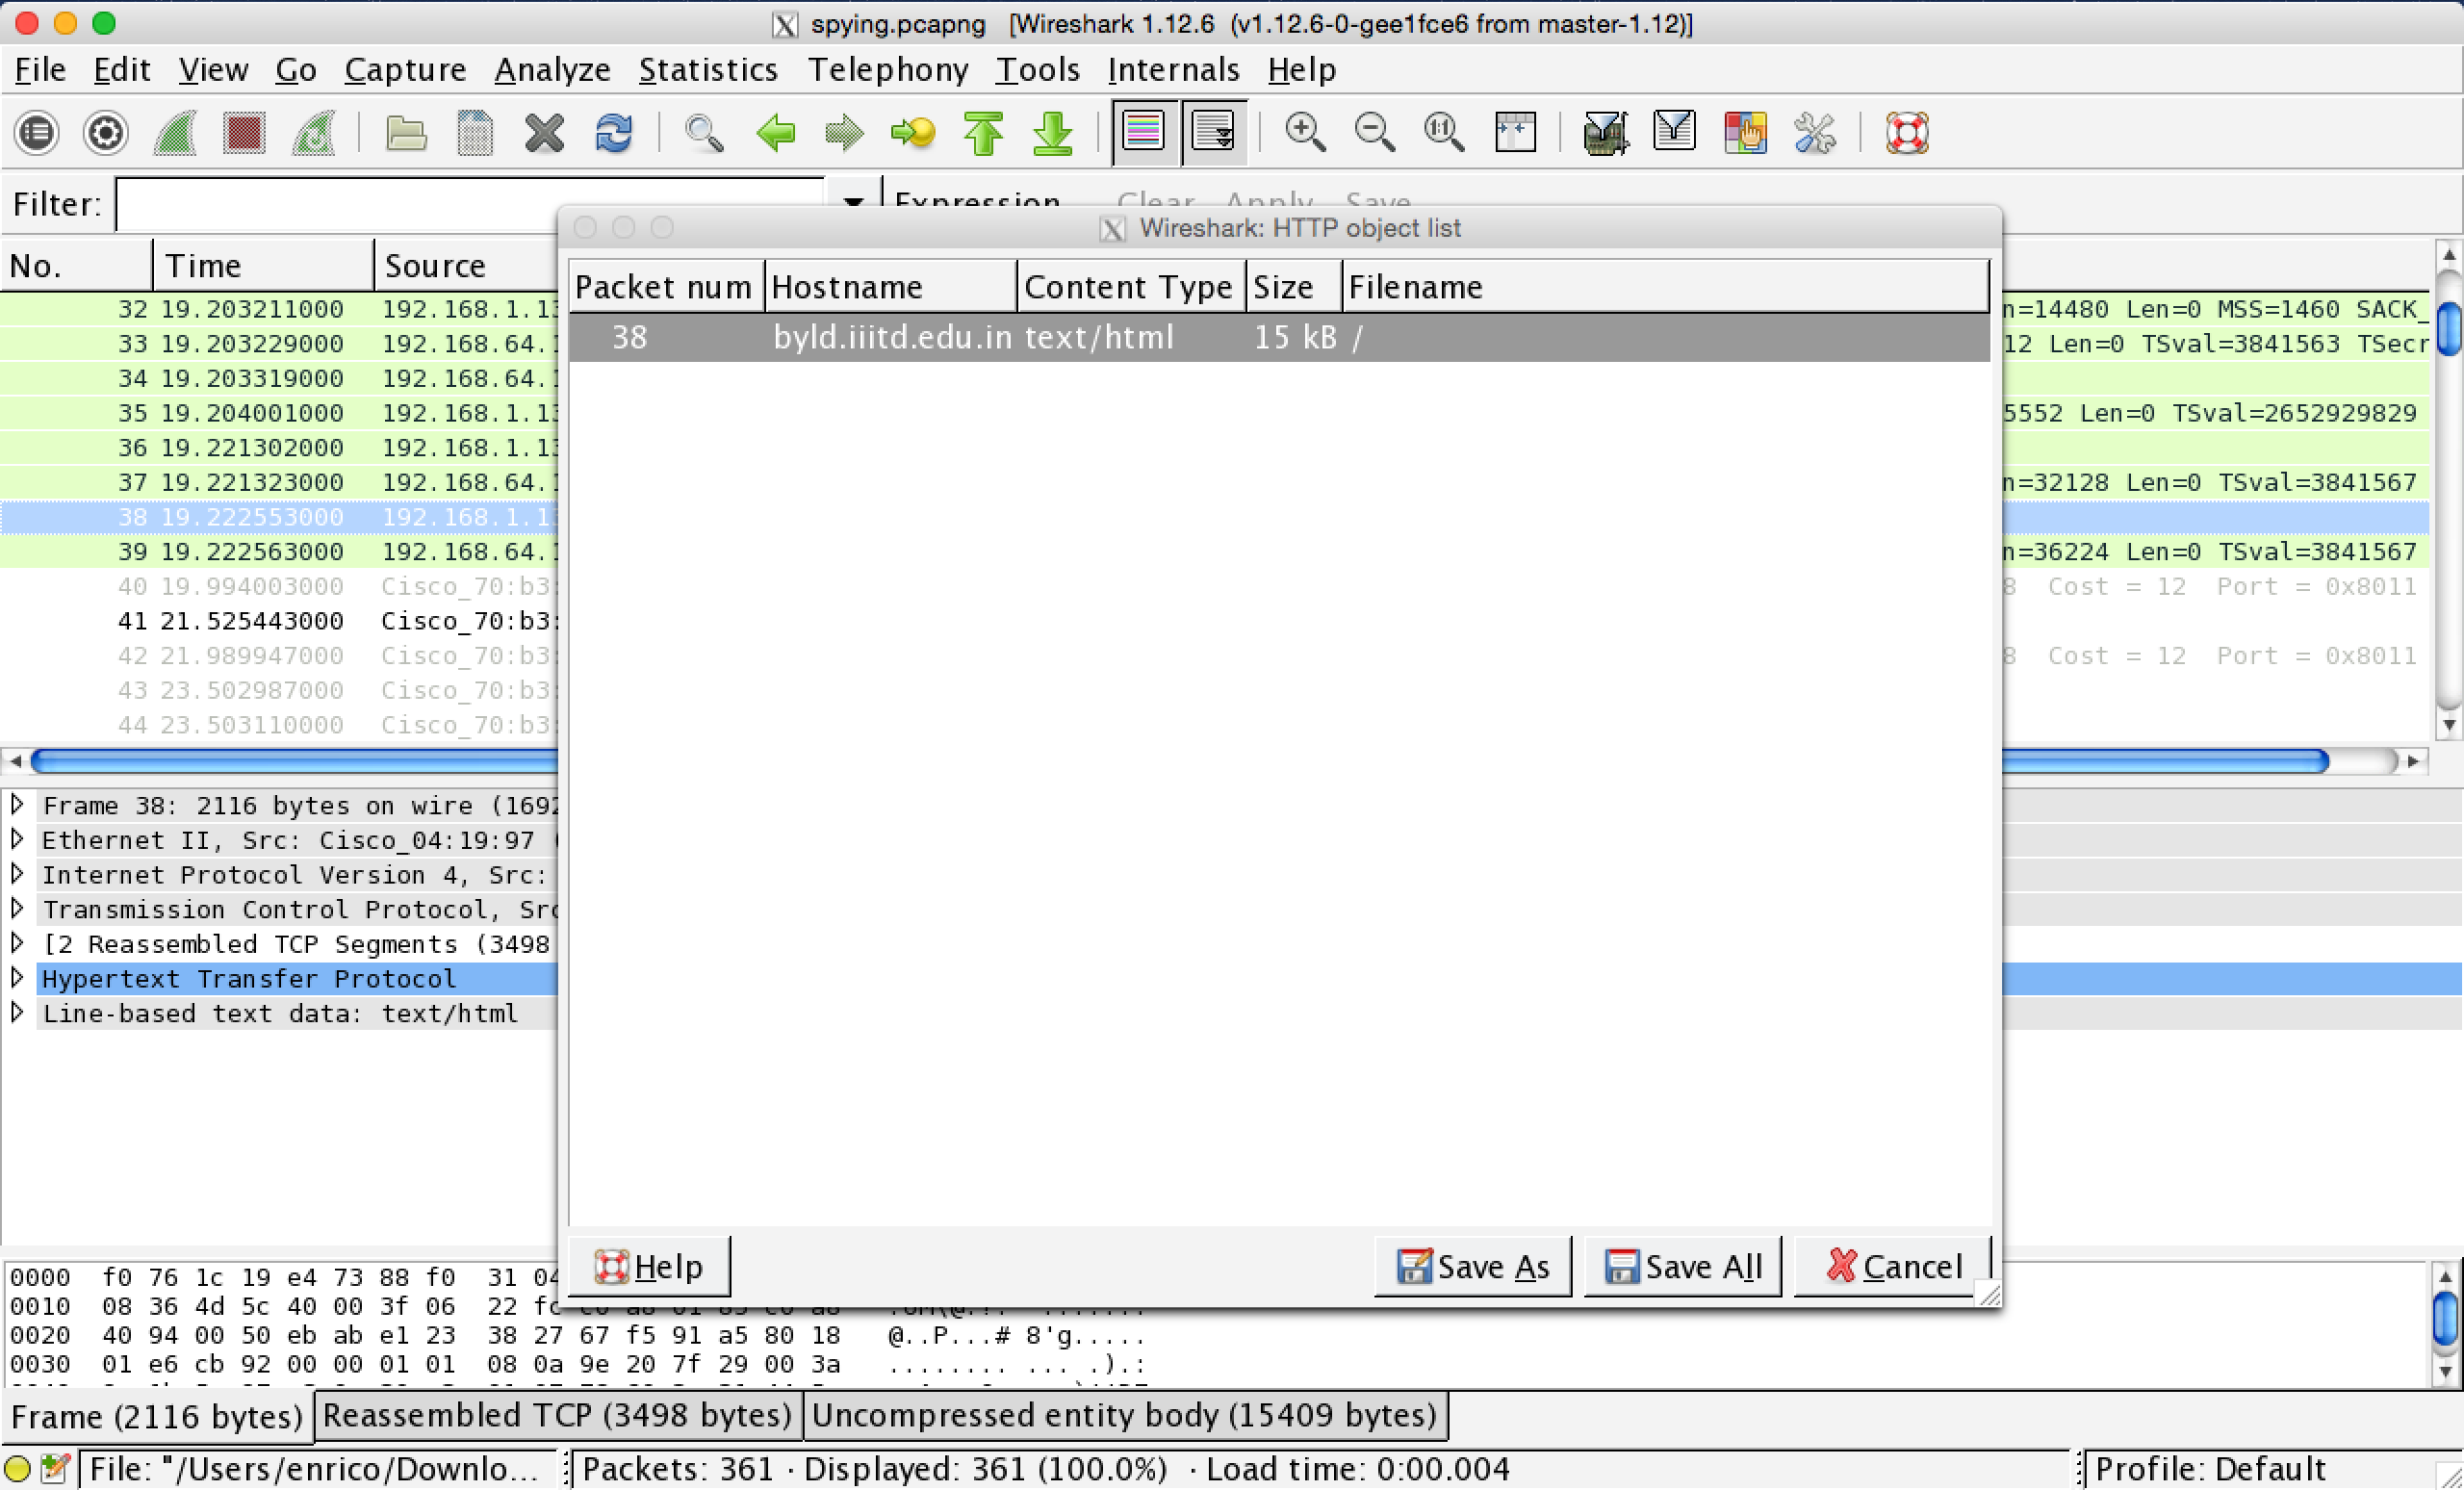 spying.pcapng [Wireshark 1.12.6 (v1.12.6-0-gee1fce6 from master-1.12)]
File Edit View Go Capture Analyze Statistics Telephony Tools Internals Help
Filter: Expression Clear Apply Save
Wireshark: HTTP object list
No. Time Source
Packet num Hostname Content Type Size Filename
38 byld.iiitd.edu.in text/html 15 kB /
32 19.203211000 192.168.1.13 n=14480 Len=0 MSS=1460 SACK_
33 19.203229000 192.168.64.1 12 Len=0 TSval=3841563 TSecr
34 19.203319000 192.168.64.1
35 19.204001000 192.168.1.13 5552 Len=0 TSval=2652929829
36 19.221302000 192.168.1.13
37 19.221323000 192.168.64.1 n=32128 Len=0 TSval=3841567
38 19.222553000 192.168.1.13
39 19.222563000 192.168.64.1 n=36224 Len=0 TSval=3841567
40 19.994003000 Cisco_70:b3: 8 Cost = 12 Port = 0x8011
41 21.525443000 Cisco_70:b3:
42 21.989947000 Cisco_70:b3: 8 Cost = 12 Port = 0x8011
43 23.502987000 Cisco_70:b3:
44 23.503110000 Cisco_70:b3:
Frame 38: 2116 bytes on wire (1692
Ethernet II, Src: Cisco_04:19:97 (
Internet Protocol Version 4, Src:
Transmission Control Protocol, Src
[2 Reassembled TCP Segments (3498
Hypertext Transfer Protocol
Line-based text data: text/html
Help Save As Save All Cancel
0000 f0 76 1c 19 e4 73 88 f0 31 04
0010 08 36 4d 5c 40 00 3f 06 22 fc
0020 40 94 00 50 eb ab e1 23 38 27 67 f5 91 a5 80 18 @..P...# 8'g.....
0030 01 e6 cb 92 00 00 01 01 08 0a 9e 20 7f 29 00 3a ........ ... .).:
Frame (2116 bytes) Reassembled TCP (3498 bytes) Uncompressed entity body (15409 bytes)
File: "/Users/enrico/Downlo... Packets: 361 · Displayed: 361 (100.0%) · Load time: 0:00.004 Profile: Default